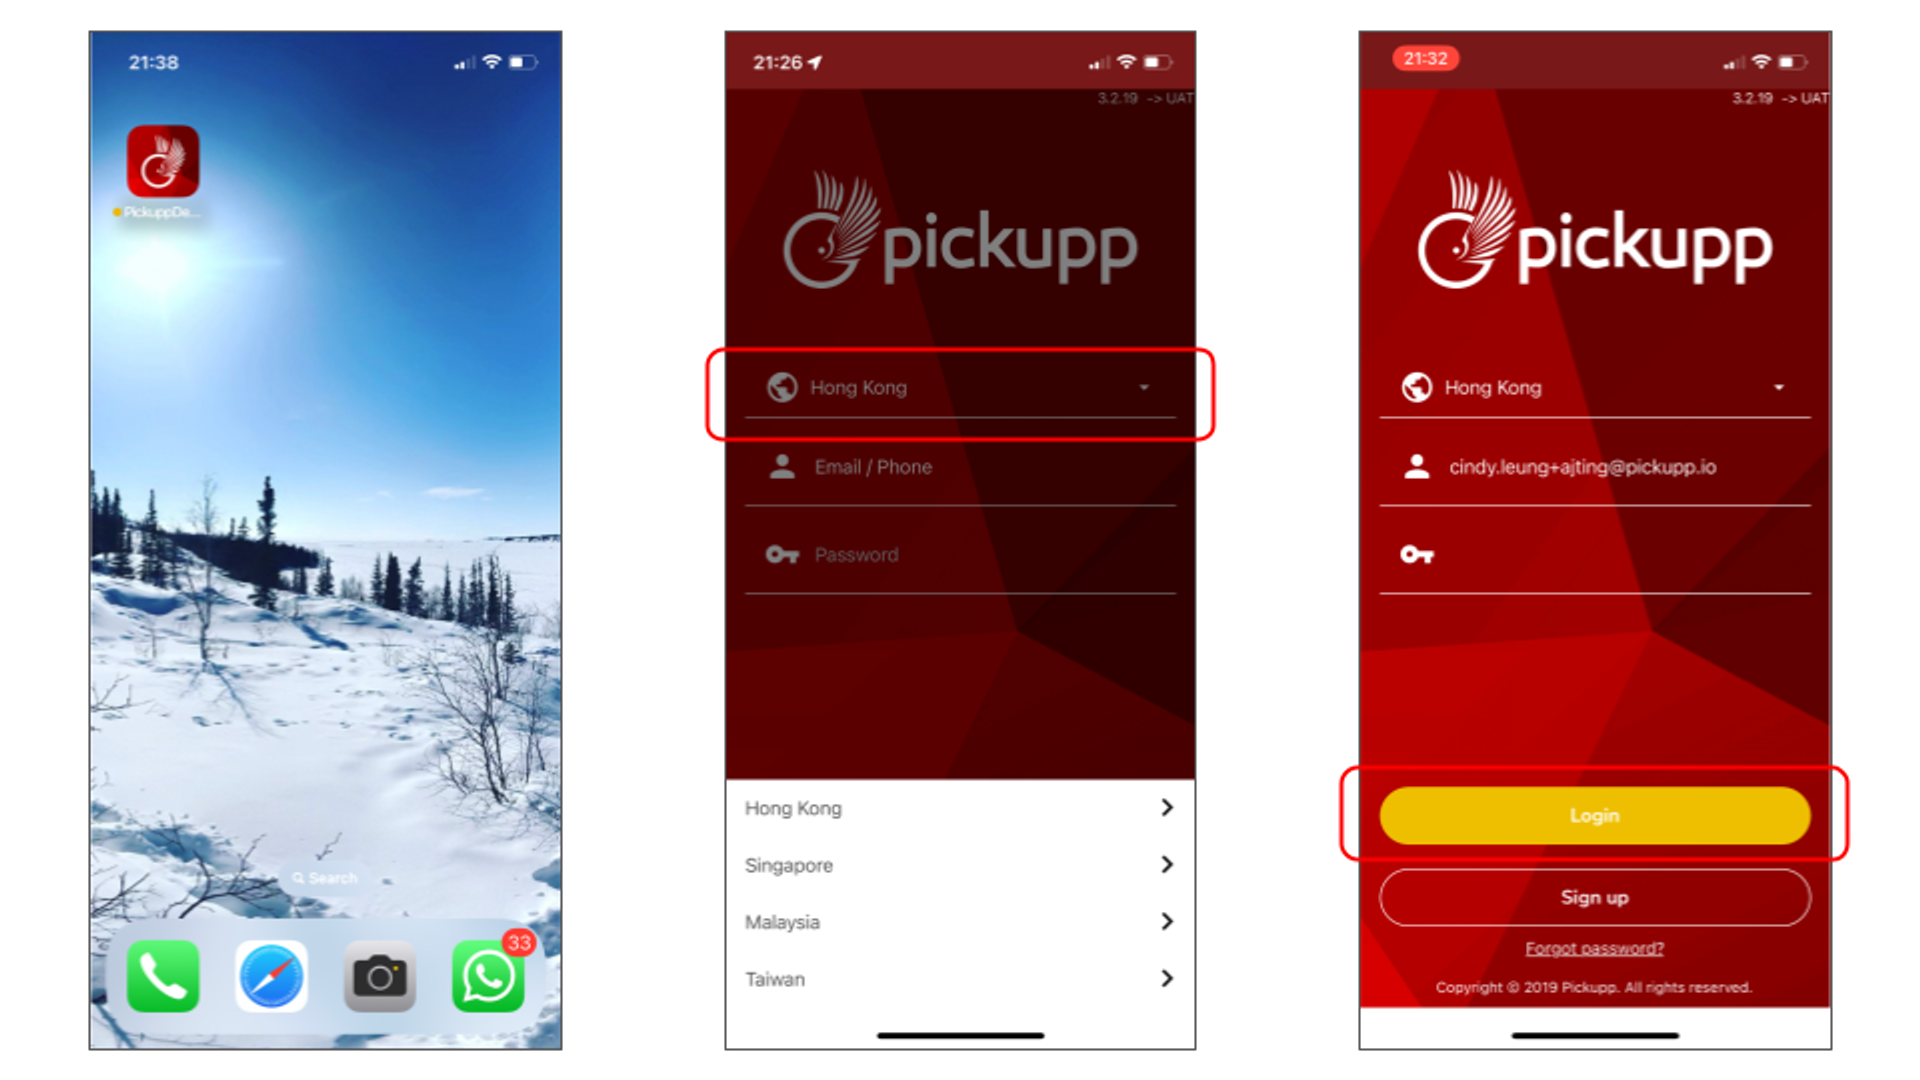 21:38
PickuppDe...
Search
33
21:26
3.2.19 -> UAT
pickupp
Hong Kong
Email / Phone
Password
Hong Kong
Singapore
Malaysia
Taiwan
21:32
3.2.19 -> UAT
pickupp
Hong Kong
cindy.leung+ajting@pickupp.io
Login
Sign up
Forgot password?
Copyright © 2019 Pickupp. All rights reserved.